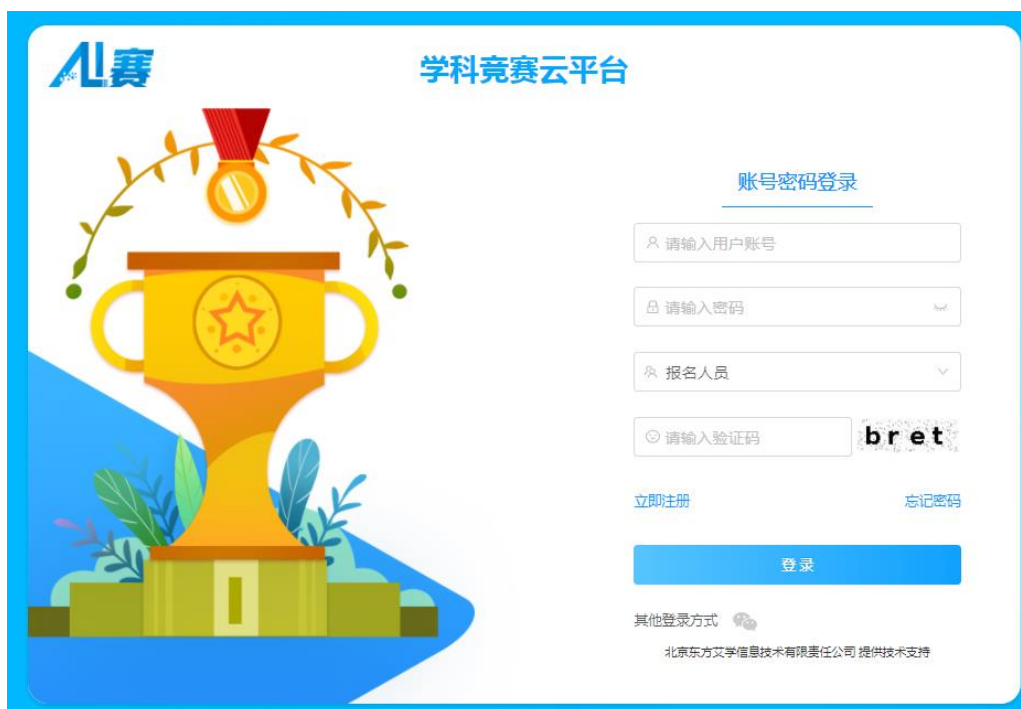 AI赛
学科竞赛云平台
账号密码登录
请输入用户账号
请输入密码
报名人员
请输入验证码
bret
立即注册
忘记密码
登录
其他登录方式
北京东方艾学信息技术有限责任公司 提供技术支持